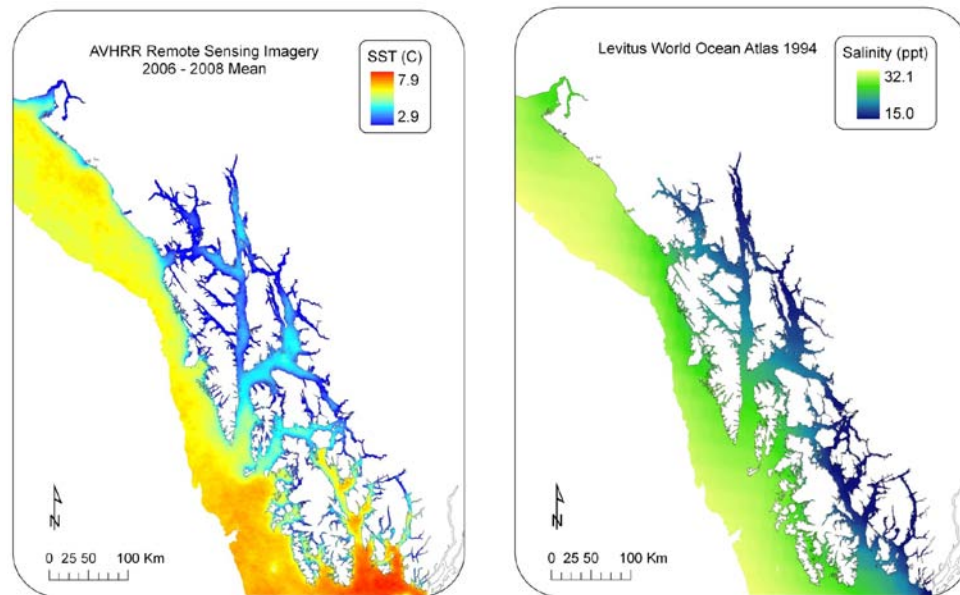 AVHRR Remote Sensing Imagery
2006 - 2008 Mean
SST (C)
7.9
2.9
N
0 25 50 100 Km
Levitus World Ocean Atlas 1994
Salinity (ppt)
32.1
15.0
N
0 25 50 100 Km